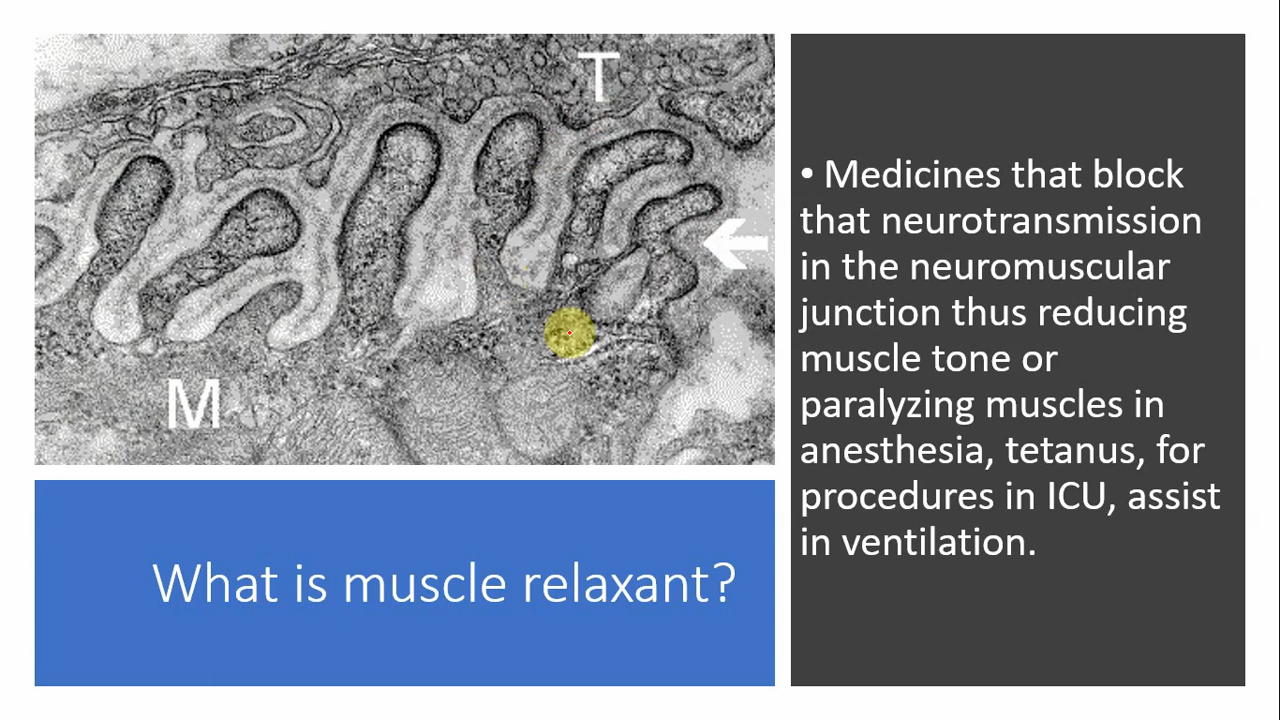 T
M
What is muscle relaxant?
• Medicines that block
that neurotransmission
in the neuromuscular
junction thus reducing
muscle tone or
paralyzing muscles in
anesthesia, tetanus, for
procedures in ICU, assist
in ventilation.